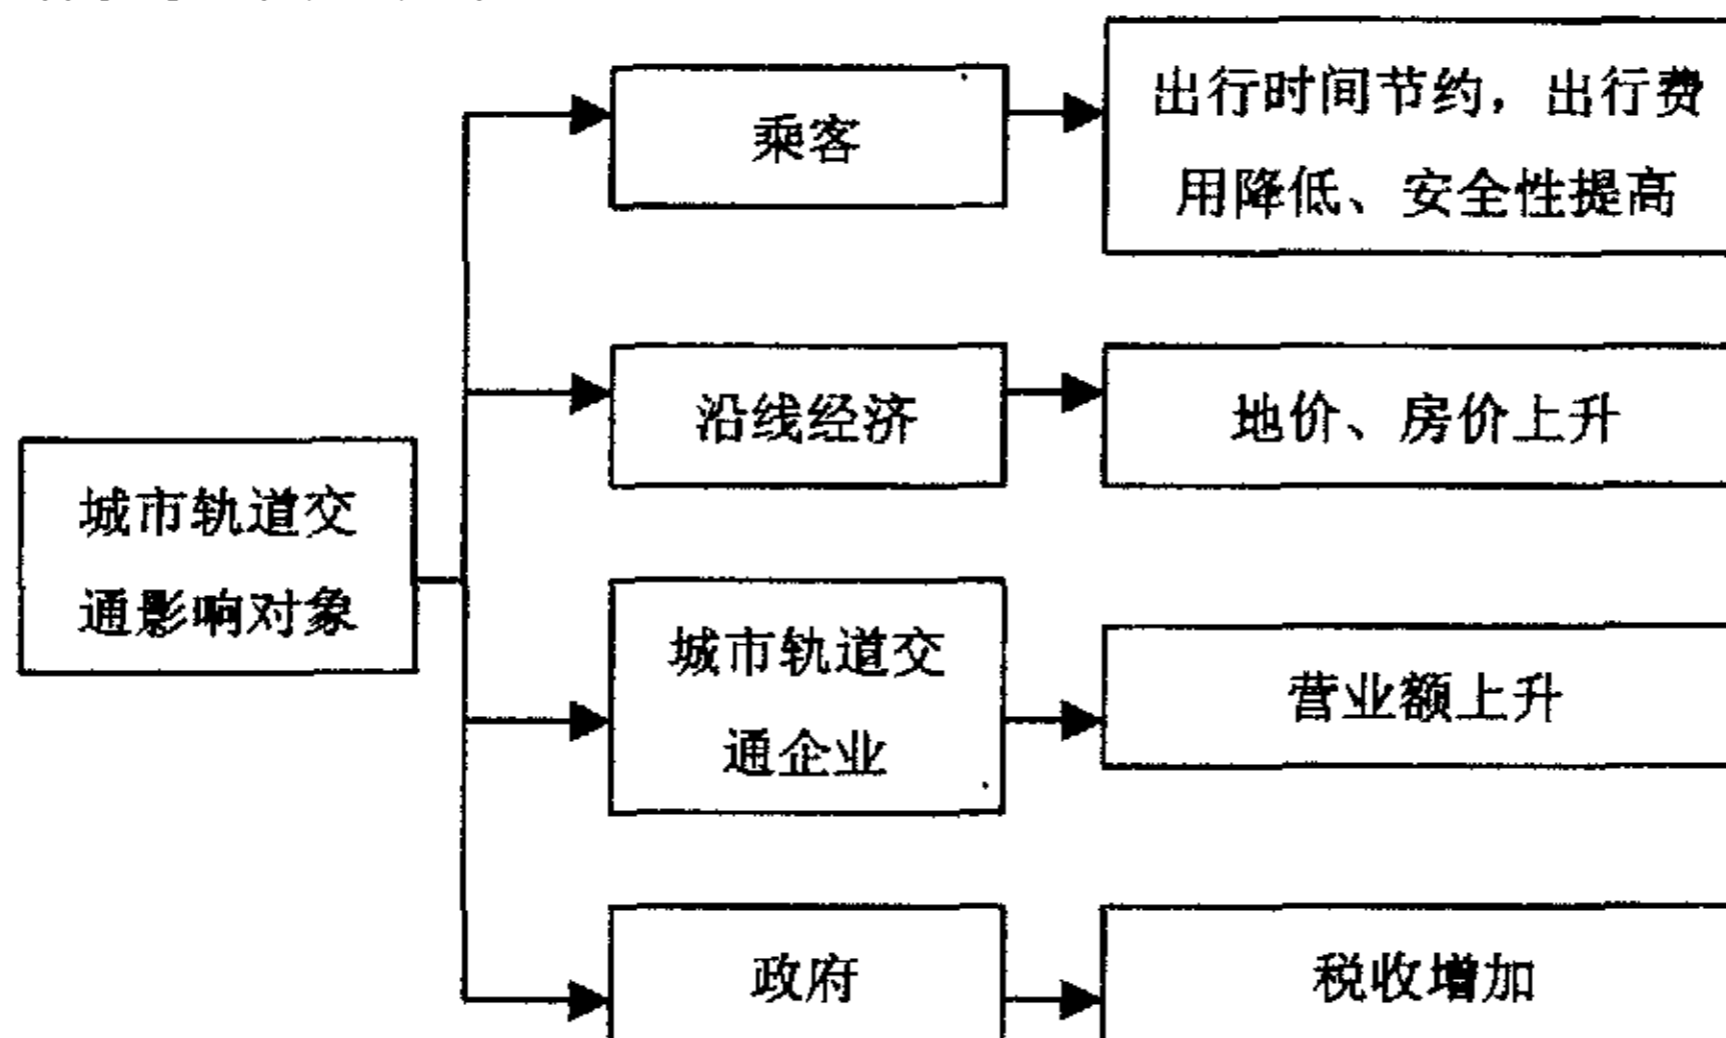 乘客
出行时间节约，出行费
用降低、安全性提高
沿线经济
地价、房价上升
城市轨道交
通影响对象
城市轨道交
通企业
营业额上升
政府
税收增加